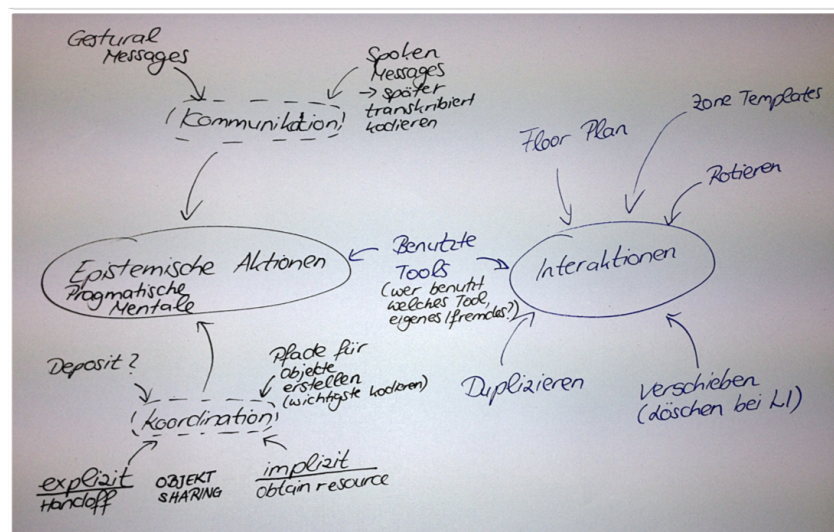 Gestural
Messages
Spoken
Messages
→ später
transkribiert
kodieren
Kommunikation
Epistemische Aktionen
Pragmatische
Mentale
Deposit?
Pfade für
Objekte
erstellen
(wichtigste kodieren)
Koordination
explizit
Handoff
OBJEKT
SHARING
implizit
Obtain resource
Benutzte
Tools
(wer benutzt
welches Tool,
eigenes/fremdes?)
Floor Plan
Zone Templates
Rotieren
Interaktionen
Duplizieren
Verschieben
(Löschen bei LI)